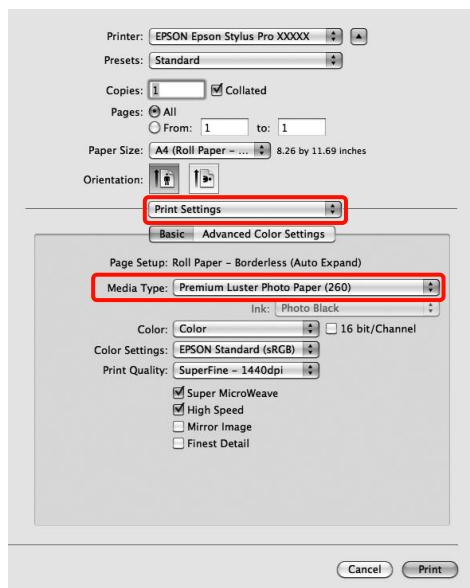 Printer: EPSON Epson Stylus Pro XXXXX
Presets: Standard
Copies: 1 Collated
Pages: All
From: 1 to: 1
Paper Size: A4 (Roll Paper – ... 8.26 by 11.69 inches
Orientation:
Print Settings
Basic Advanced Color Settings
Page Setup: Roll Paper – Borderless (Auto Expand)
Media Type: Premium Luster Photo Paper (260)
Ink: Photo Black
Color: Color 16 bit/Channel
Color Settings: EPSON Standard (sRGB)
Print Quality: SuperFine – 1440dpi
Super MicroWeave
High Speed
Mirror Image
Finest Detail
Cancel Print